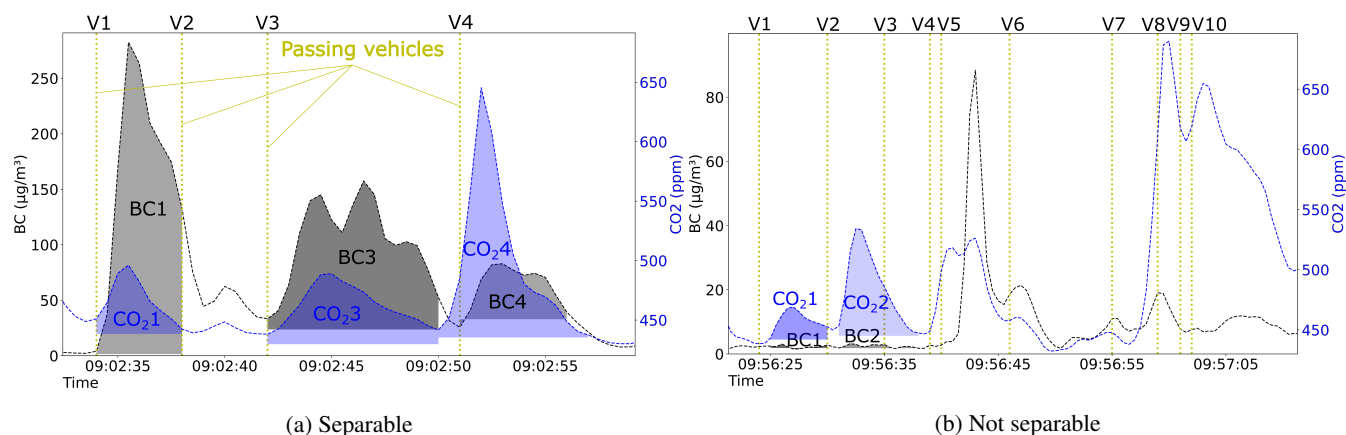 V1 V2 V3 V4
Passing vehicles
250
200
150
100
50
0
BC (µg/m³)
650
600
550
500
450
CO2 (ppm)
BC1
CO₂1
BC3
CO₂3
CO₂4
BC4
09:02:35 09:02:40 09:02:45 09:02:50 09:02:55
Time
(a) Separable
V1 V2 V3 V4 V5 V6 V7 V8 V9 V10
80
60
40
20
0
BC (µg/m³)
650
600
550
500
450
CO2 (ppm)
CO₂1
CO₂2
BC1
BC2
09:56:25 09:56:35 09:56:45 09:56:55 09:57:05
Time
(b) Not separable